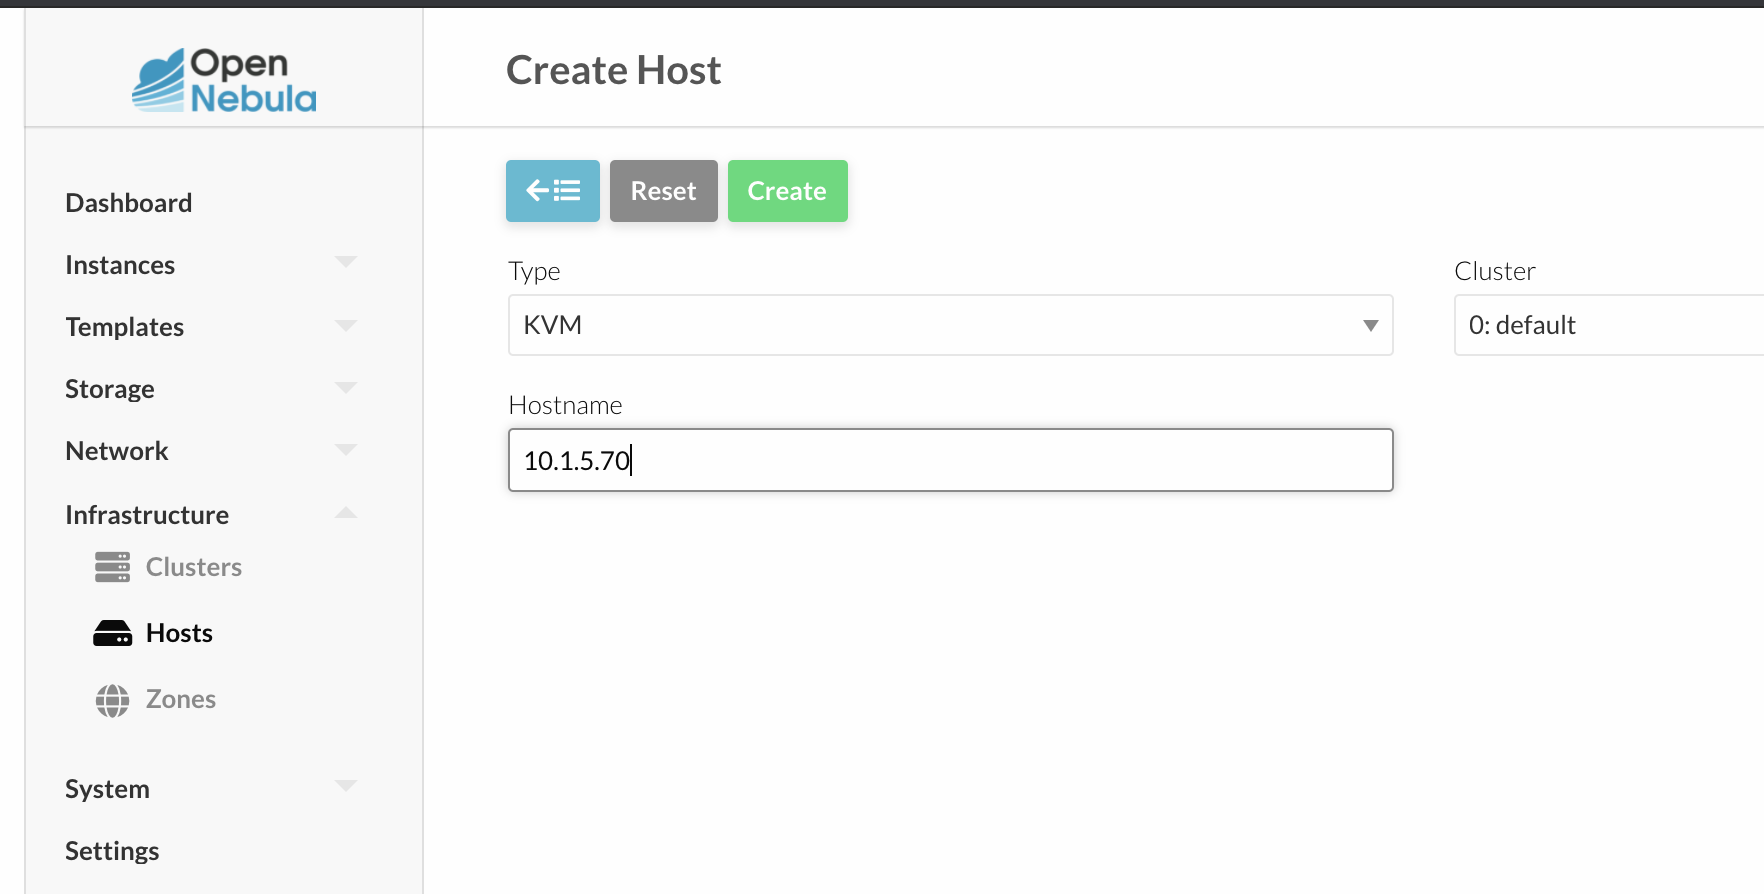 Open
Nebula
Create Host
Dashboard
Instances
Templates
Storage
Network
Infrastructure
Clusters
Hosts
Zones
System
Settings
Reset
Create
Type
KVM
Cluster
0: default
Hostname
10.1.5.70